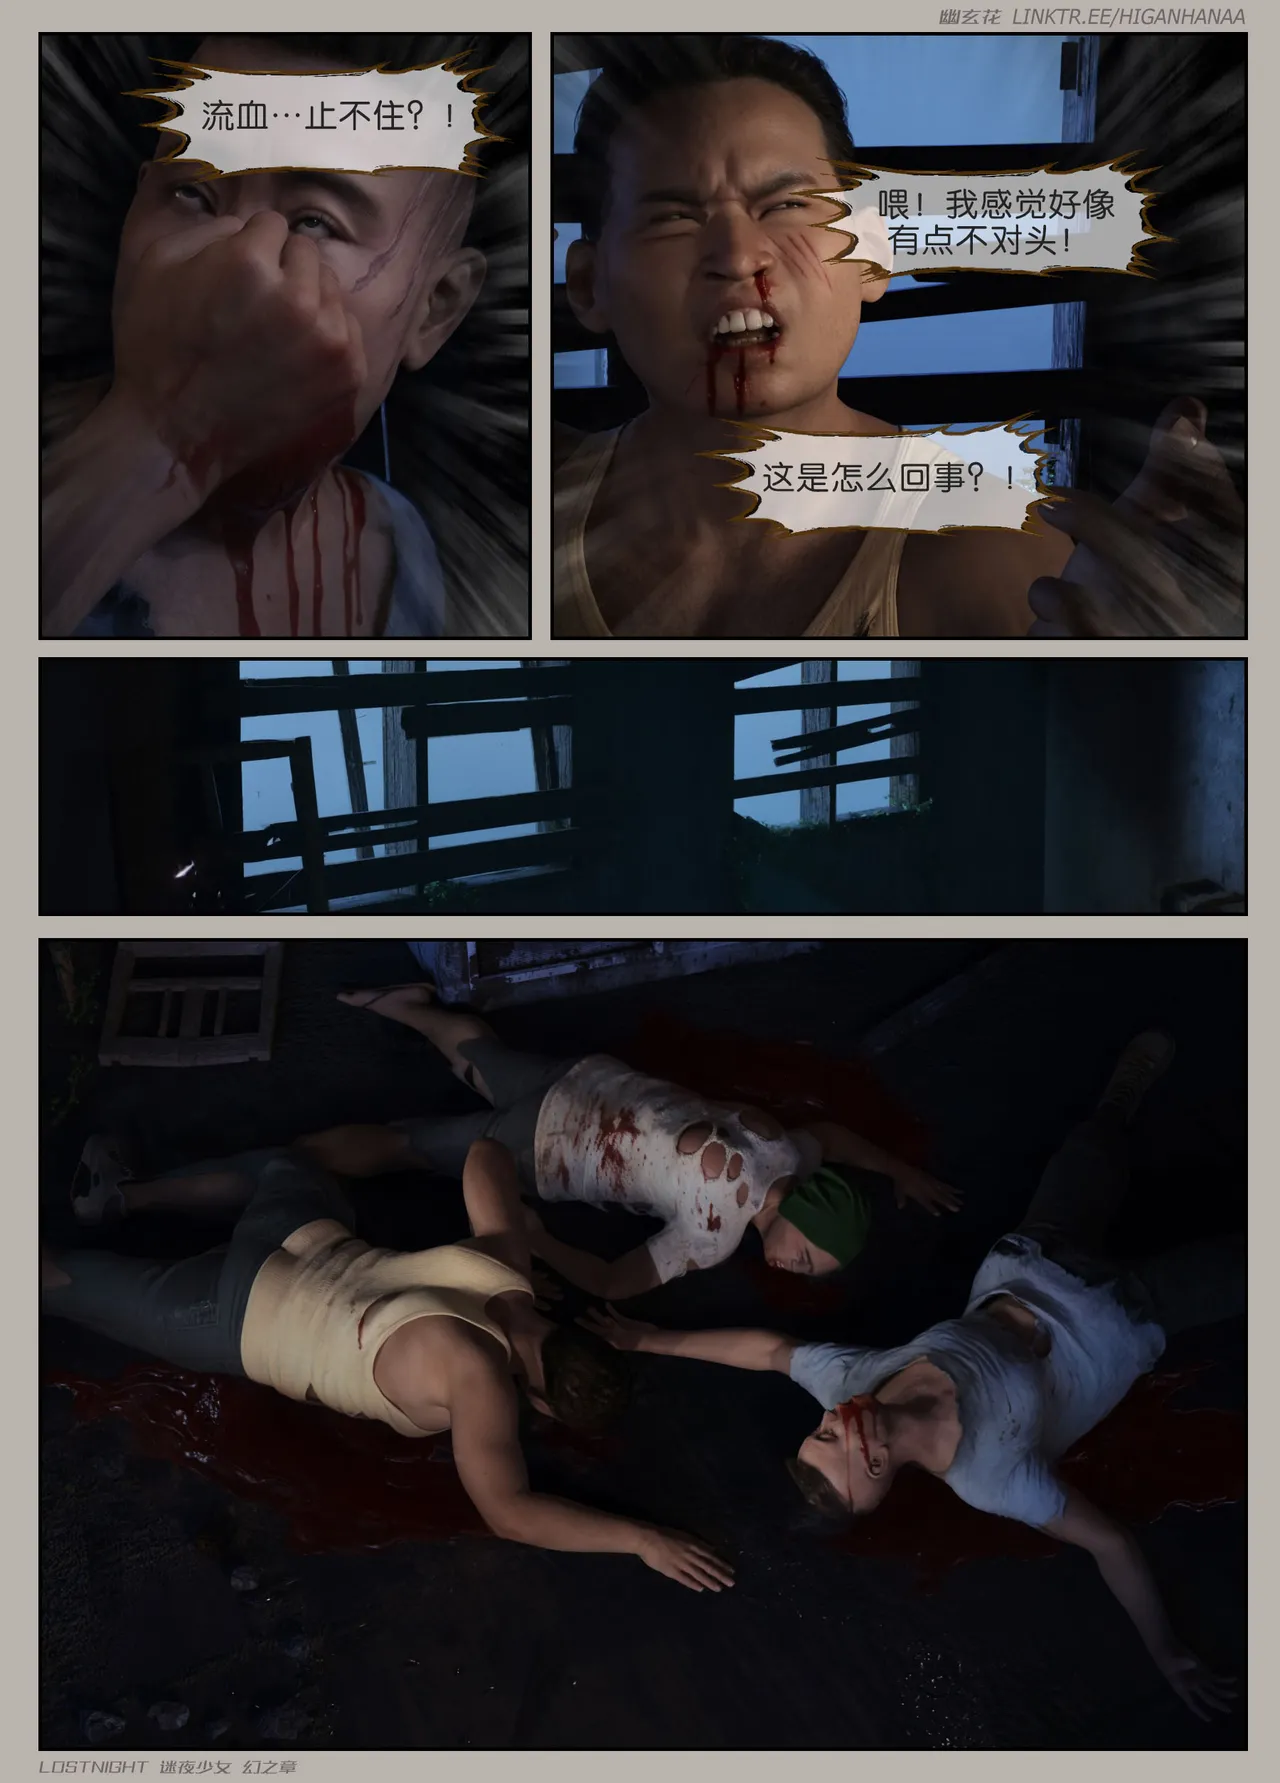 幽玄花 LINKTR.EE/HIGANHANAA
流血…止不住？！
喂！我感觉好像
有点不对头！
这是怎么回事？！
LOSTNIGHT 迷夜少女 幻之章